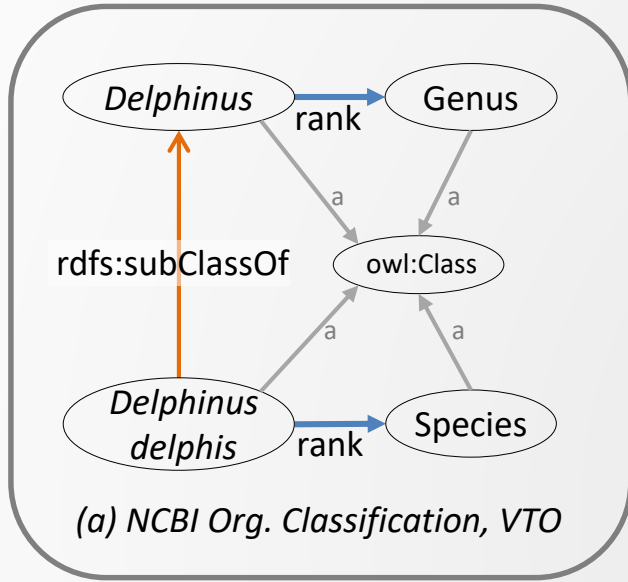 Delphinus
rank
Genus
a
a
rdfs:subClassOf
owl:Class
a
a
Delphinus
delphis
rank
Species
(a) NCBI Org. Classification, VTO